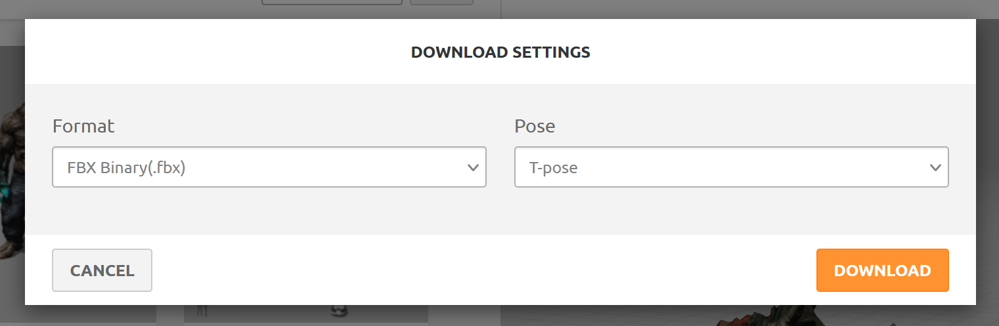 DOWNLOAD SETTINGS
Format
Pose
FBX Binary(.fbx)
T-pose
CANCEL
DOWNLOAD